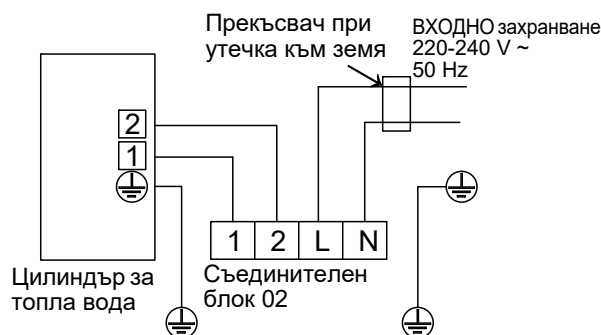 Прекъсвач при
утечка към земя
ВХОДНО захранване
220-240 V ~
50 Hz
2
1
1 2 L N
Цилиндър за
топла вода
Съединителен
блок 02